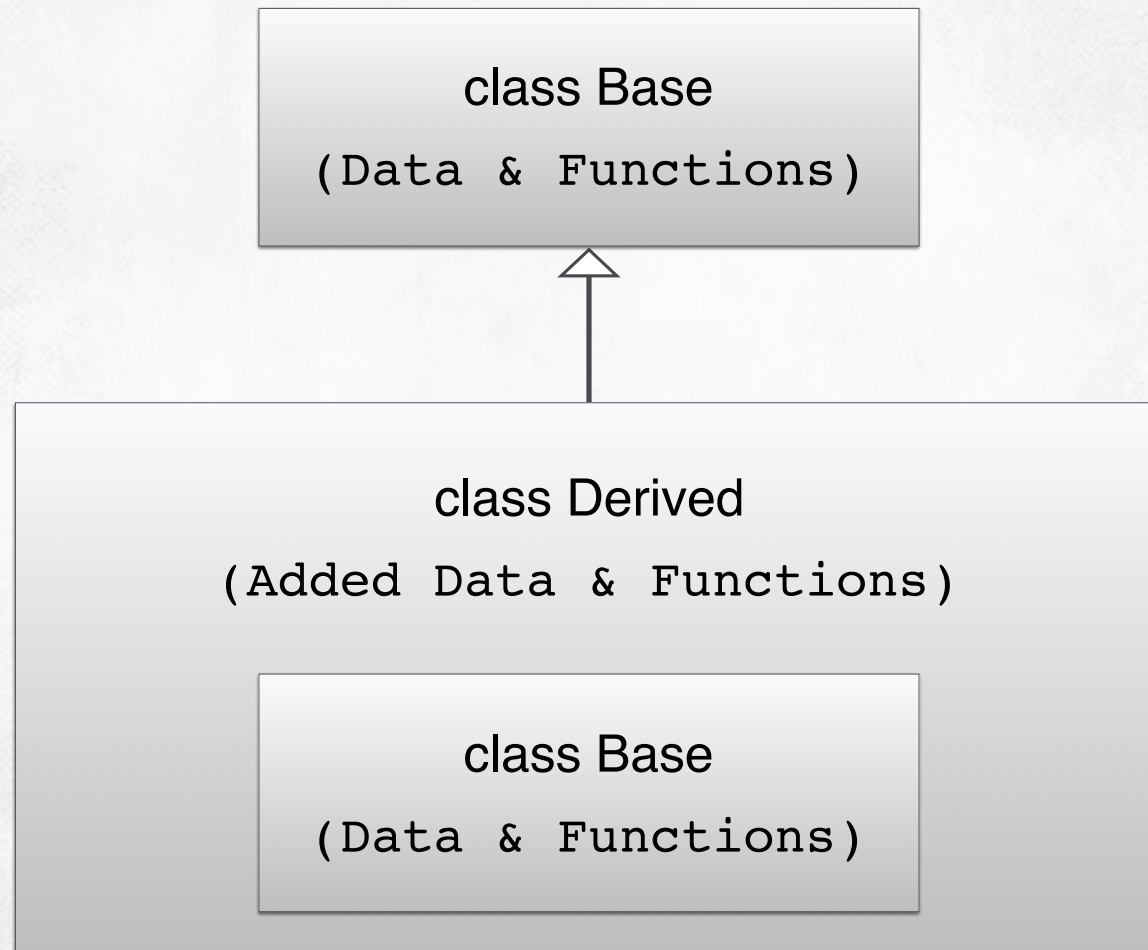 class Base
(Data & Functions)
class Derived
(Added Data & Functions)
class Base
(Data & Functions)